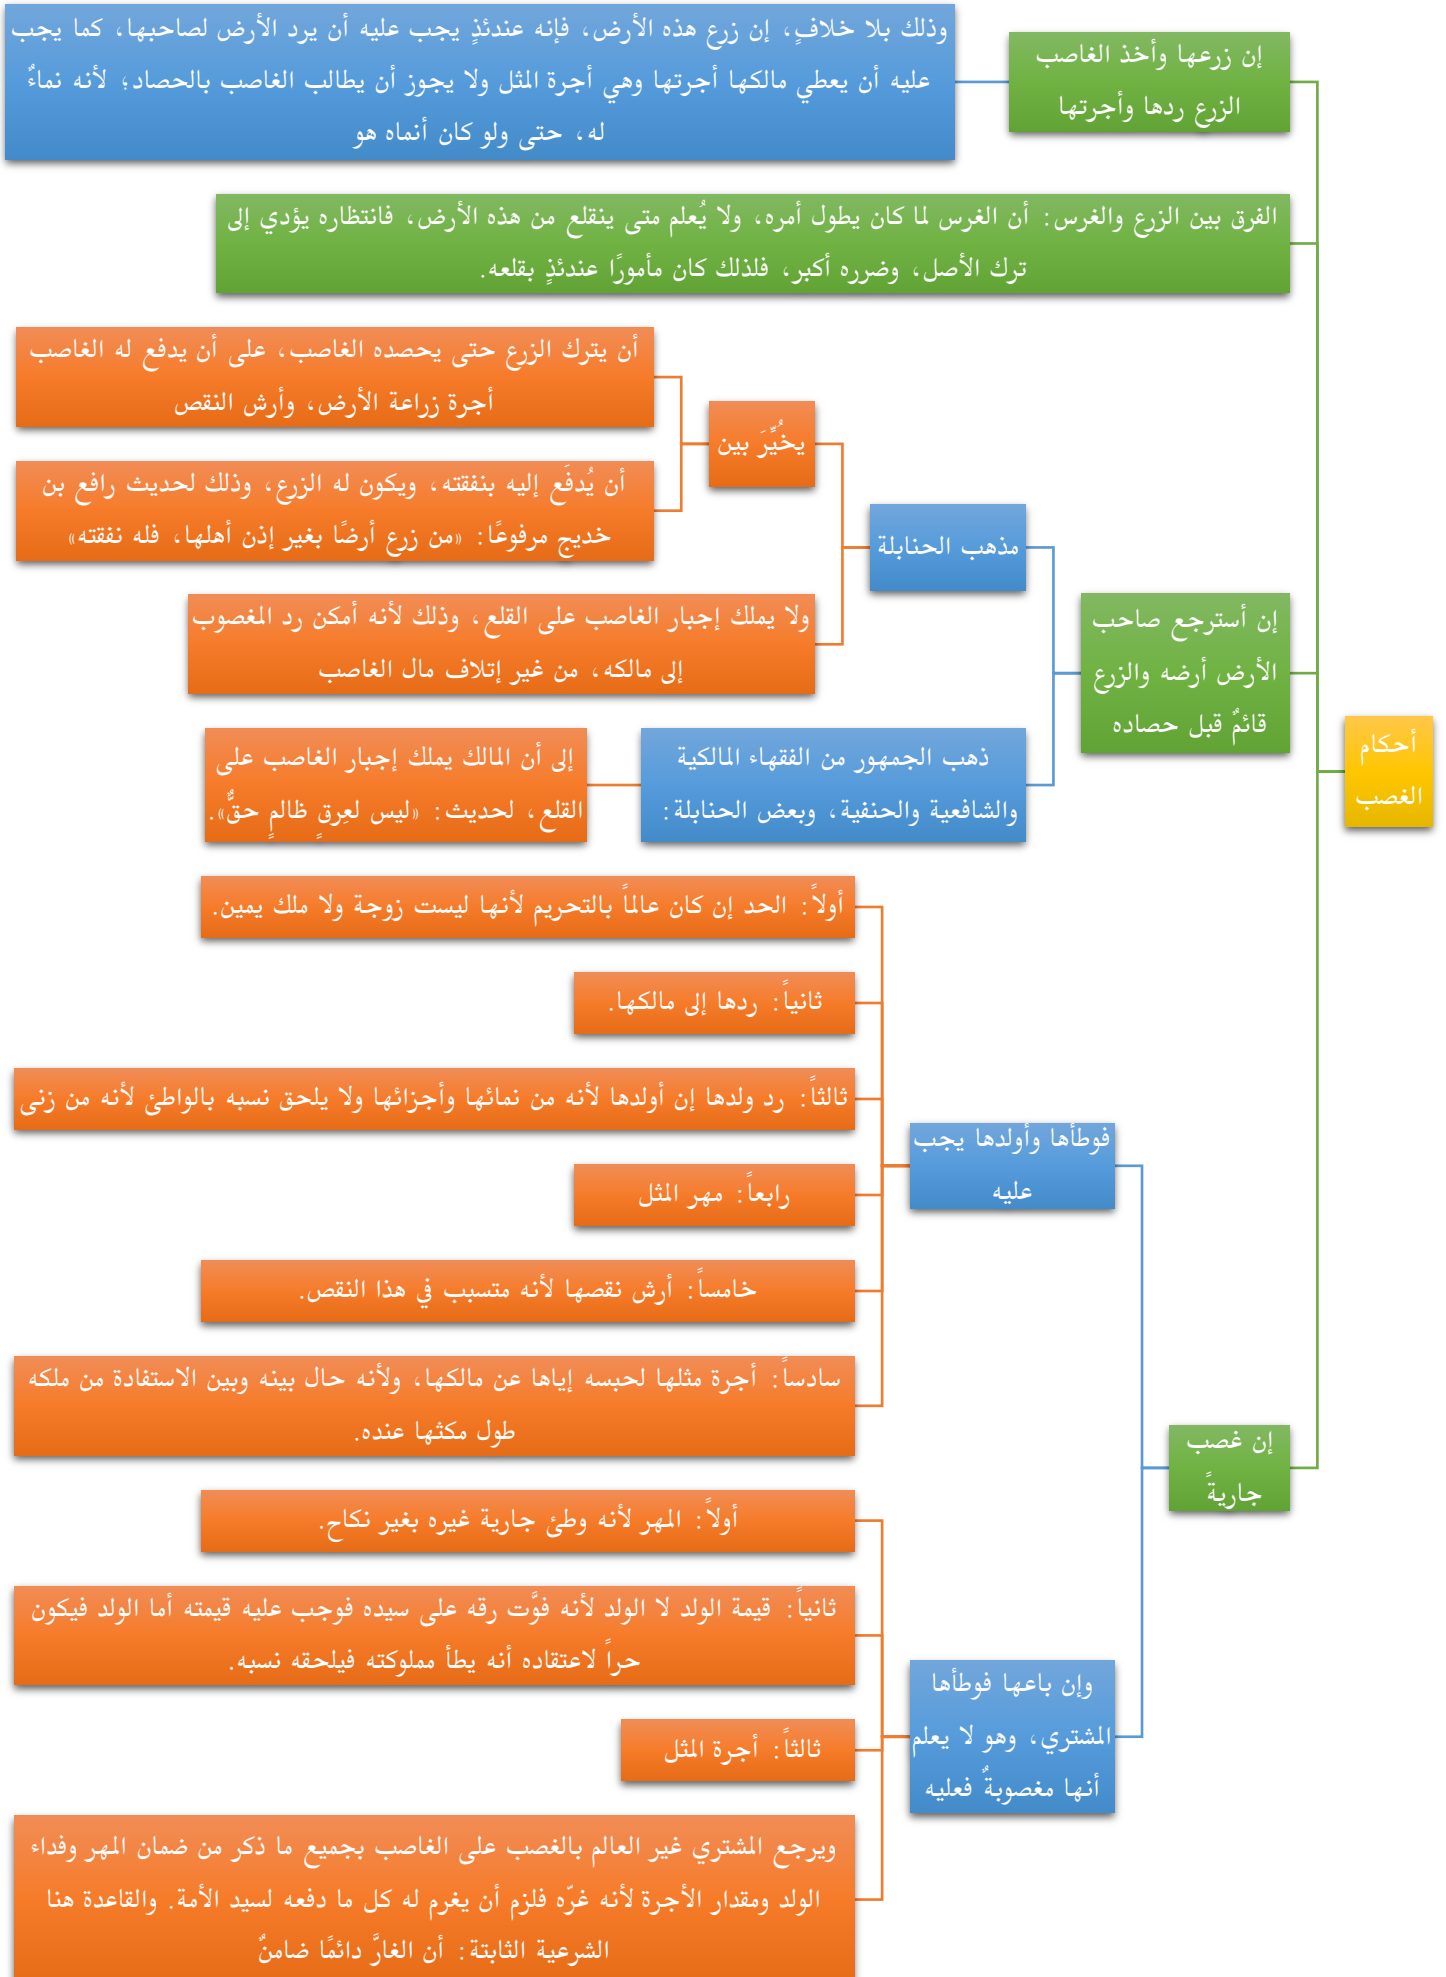 أحكام
الغصب
إن زرعها وأخذ الغاصب
الزرع ردها وأجرتها
وذلك بلا خلافٍ، إن زرع هذه الأرض، فإنه عندئذٍ يجب عليه أن يرد الأرض لصاحبها، كما يجب
عليه أن يعطي مالكها أجرتها وهي أجرة المثل ولا يجوز أن يطالب الغاصب بالحصاد؛ لأنه نماءٌ
له، حتى ولو كان أنماه هو
الفرق بين الزرع والغرس: أن الغرس لما كان يطول أمره، ولا يُعلم متى ينقلع من هذه الأرض، فانتظاره يؤدي إلى
ترك الأصل، وضرره أكبر، فلذلك كان مأمورًا عندئذٍ بقلعه.
إن أسترجع صاحب
الأرض أرضه والزرع
قائمٌ قبل حصاده
مذهب الحنابلة
يخُيِّرَ بين
أن يترك الزرع حتى يحصده الغاصب، على أن يدفع له الغاصب
أجرة زراعة الأرض، وأرش النقص
أن يُدفَع إليه بنفقته، ويكون له الزرع، وذلك لحديث رافع بن
خديج مرفوعًا: «من زرع أرضًا بغير إذن أهلها، فله نفقته»
ولا يملك إجبار الغاصب على القلع، وذلك لأنه أمكن رد المغصوب
إلى مالكه، من غير إتلاف مال الغاصب
ذهب الجمهور من الفقهاء المالكية
والشافعية والحنفية، وبعض الحنابلة:
إلى أن المالك يملك إجبار الغاصب على
القلع، لحديث: «ليس لعِرقٍ ظالمٍ حقٌّ».
إن غصب
جاريةً
فوطأها وأولدها يجب
عليه
أولاً: الحد إن كان عالماً بالتحريم لأنها ليست زوجة ولا ملك يمين.
ثانياً: ردها إلى مالكها.
ثالثاً: رد ولدها إن أولدها لأنه من نمائها وأجزائها ولا يلحق نسبه بالواطئ لأنه من زنى
رابعاً: مهر المثل
خامساً: أرش نقصها لأنه متسبب في هذا النقص.
سادساً: أجرة مثلها لحبسه إياها عن مالكها، ولأنه حال بينه وبين الاستفادة من ملكه
طول مكثها عنده.
وإن باعها فوطأها
المشتري، وهو لا يعلم
أنها مغصوبةٌ فعليه
أولاً: المهر لأنه وطئ جارية غيره بغير نكاح.
ثانياً: قيمة الولد لا الولد لأنه فوَّت رقه على سيده فوجب عليه قيمته أما الولد فيكون
حراً لاعتقاده أنه يطأ مملوكته فيلحقه نسبه.
ثالثاً: أجرة المثل
ويرجع المشتري غير العالم بالغصب على الغاصب بجميع ما ذكر من ضمان المهر وفداء
الولد ومقدار الأجرة لأنه غرّه فلزم أن يغرم له كل ما دفعه لسيد الأمة. والقاعدة هنا
الشرعية الثابتة: أن الغارَّ دائمًا ضامنٌ